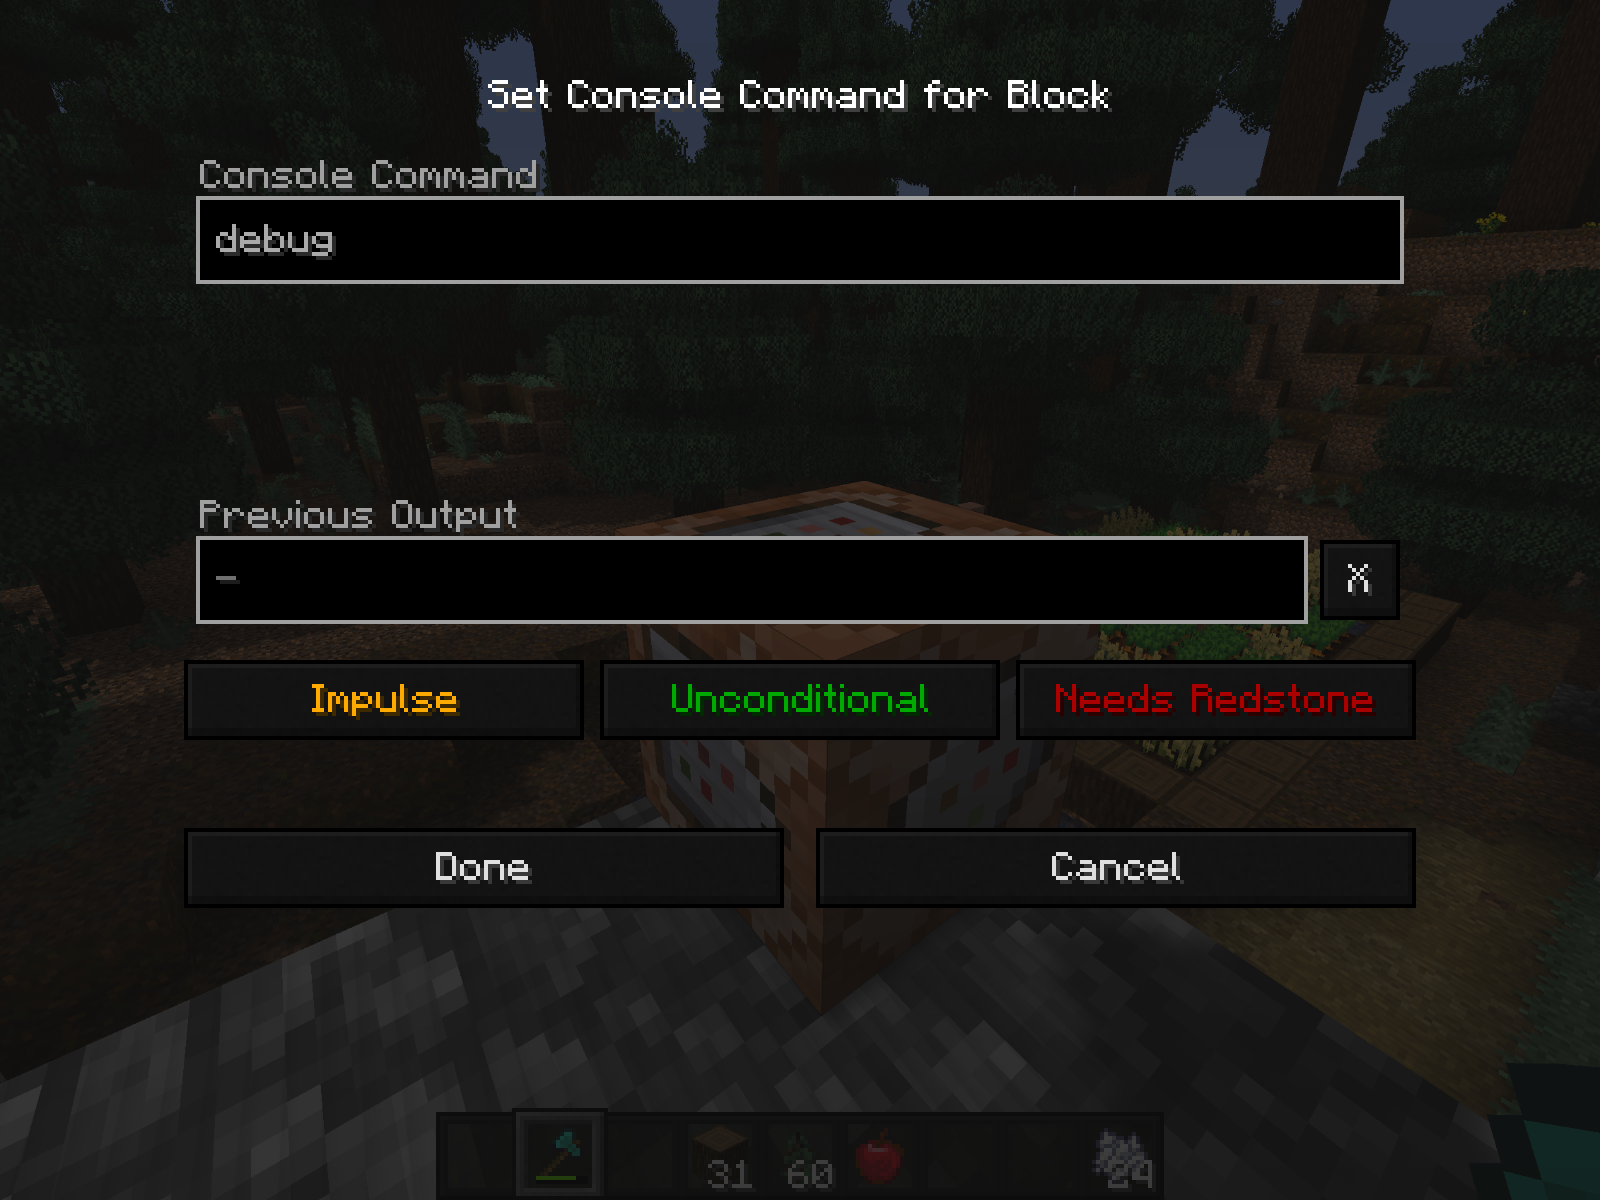 Set Console Command for Block
Console Command
debug
Previous Output
-
X
Impulse
Unconditional
Needs Redstone
Done
Cancel
31
60
24